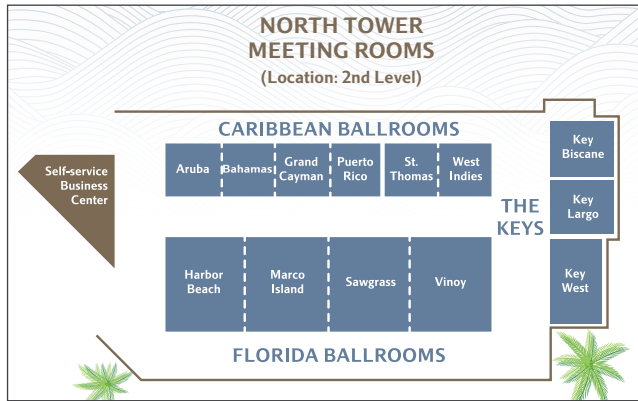 NORTH TOWER
MEETING ROOMS
(Location: 2nd Level)
CARIBBEAN BALLROOMS
Aruba
Bahamas
Grand
Cayman
Puerto
Rico
St.
Thomas
West
Indies
Key
Biscane
Key
Largo
Key
West
THE
KEYS
Self-service
Business
Center
Harbor
Beach
Marco
Island
Sawgrass
Vinoy
FLORIDA BALLROOMS